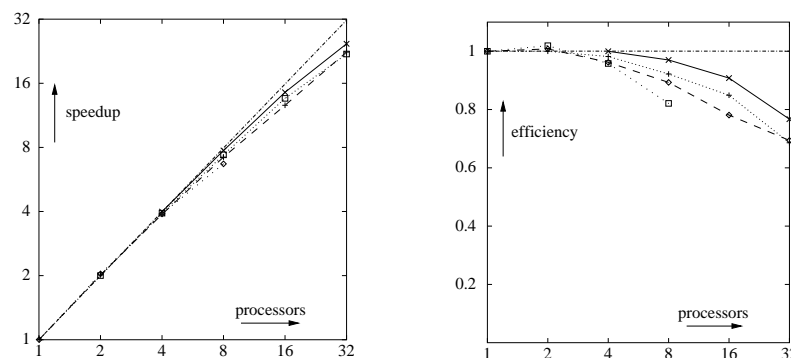 32
16
8
4
2
1
speedup
processors
1 2 4 8 16 32
1
0.8
0.6
0.4
0.2
efficiency
processors
1 2 4 8 16 32